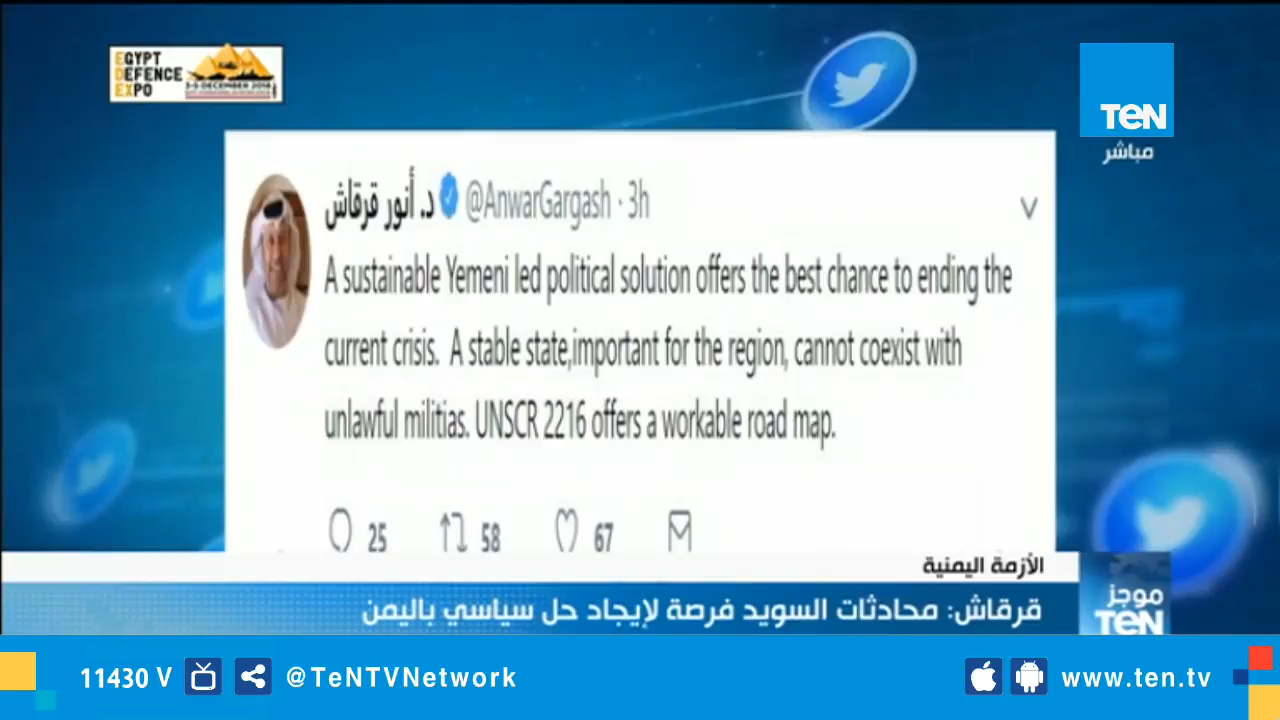 EGYPT
DEFENCE
EXPO
3-5 DECEMBER 2018
TEN
مباشر
د. أنور قرقاش @AnwarGargash · 3h
A sustainable Yemeni led political solution offers the best chance to ending the
current crisis. A stable state,important for the region, cannot coexist with
unlawful militias. UNSCR 2216 offers a workable road map.
25 58 67
الأزمة اليمنية
قرقاش: محادثات السويد فرصة لإيجاد حل سياسي باليمن
موجز
TEN
11430 V @TeNTVNetwork www.ten.tv